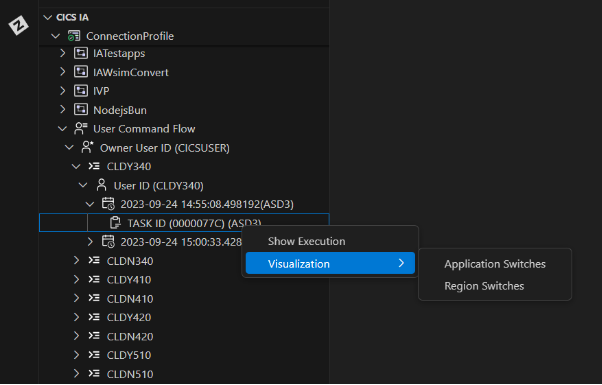 CICS IA
ConnectionProfile
IATestapps
IAWsimConvert
IVP
NodejsBun
User Command Flow
Owner User ID (CICSUSER)
CLDY340
User ID (CLDY340)
2023-09-24 14:55:08.498192(ASD3)
TASK ID (0000077C) (ASD3)
Show Execution
2023-09-24 15:00:33.428
Visualization
Application Switches
CLDN340
CLDY410
Region Switches
CLDN410
CLDY420
CLDN420
CLDY510
CLDN510